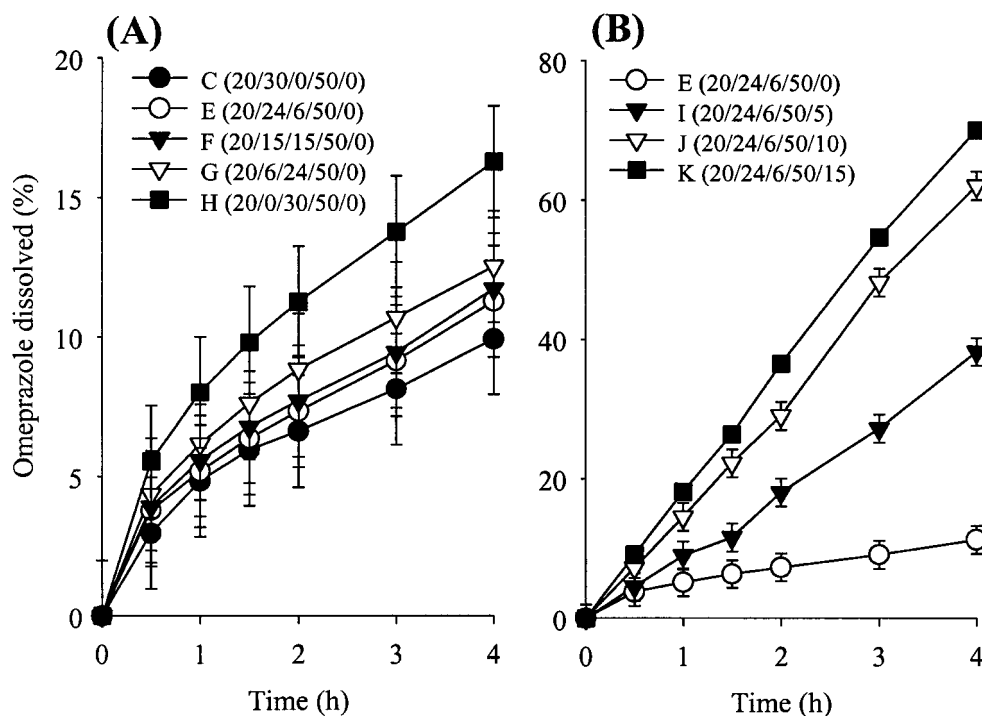 (A)
Omeprazole dissolved (%)
20
15
10
5
0
C (20/30/0/50/0)
E (20/24/6/50/0)
F (20/15/15/50/0)
G (20/6/24/50/0)
H (20/0/30/50/0)
0 1 2 3 4
Time (h)
(B)
80
60
40
20
0
E (20/24/6/50/0)
I (20/24/6/50/5)
J (20/24/6/50/10)
K (20/24/6/50/15)
0 1 2 3 4
Time (h)